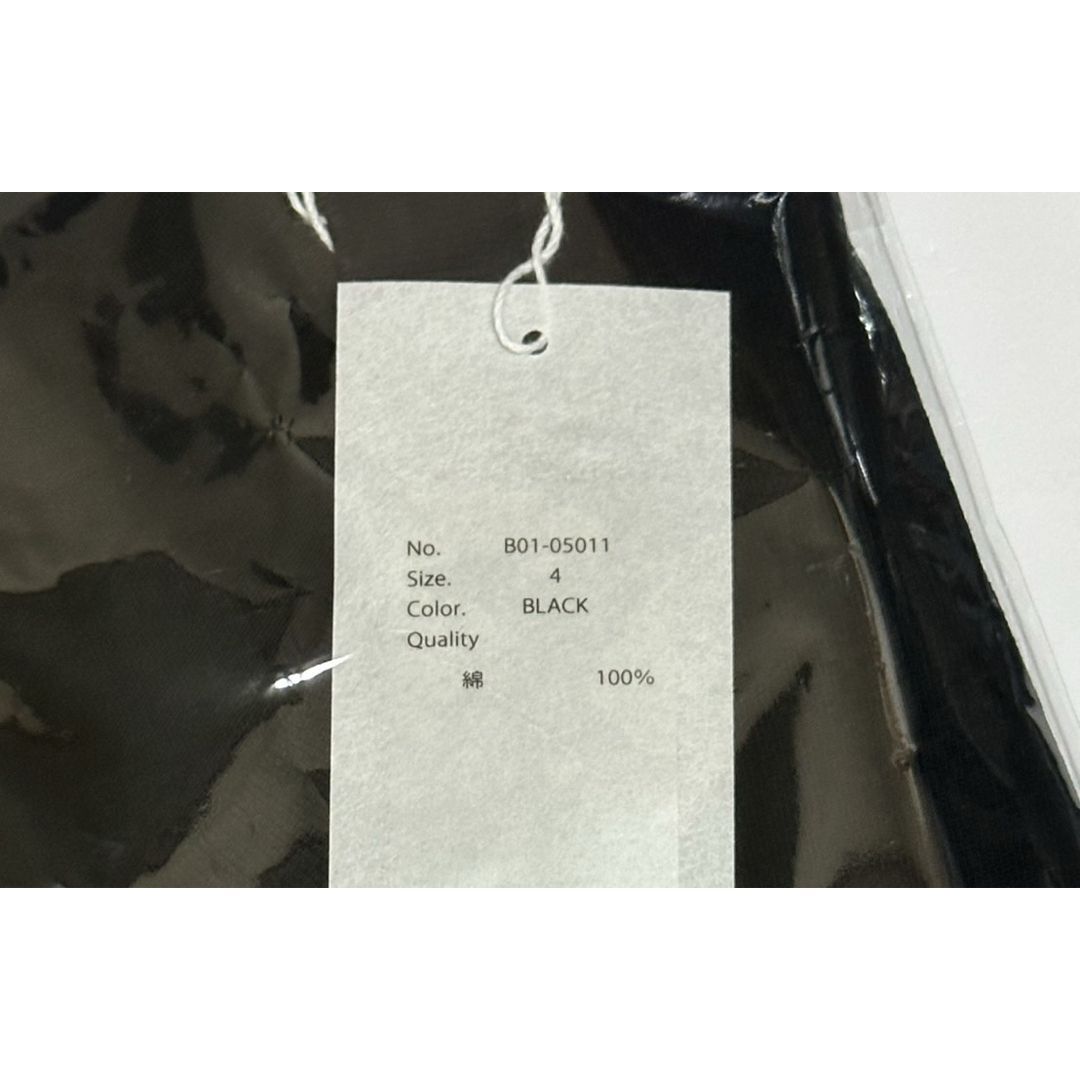 No. B01-05011
Size. 4
Color. BLACK
Quality
綿 100%